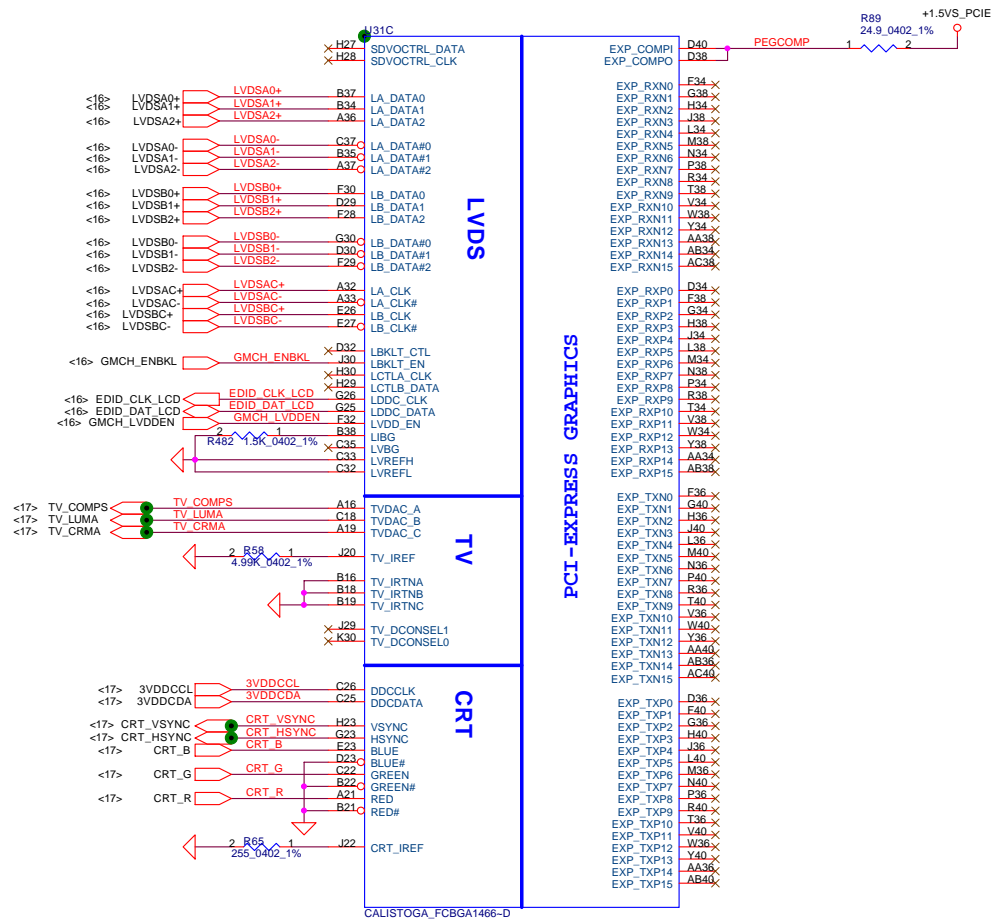 U31C
+1.5VS_PCIE
R89
24.9_0402_1%
1 2
PEGCOMP
H27 SDVOCTRL_DATA
H28 SDVOCTRL_CLK
<16> LVDSA0+ LVDSA0+ B37 LA_DATA0
<16> LVDSA1+ LVDSA1+ B34 LA_DATA1
<16> LVDSA2+ LVDSA2+ A36 LA_DATA2
<16> LVDSA0- LVDSA0- C37 LA_DATA#0
<16> LVDSA1- LVDSA1- B35 LA_DATA#1
<16> LVDSA2- LVDSA2- A37 LA_DATA#2
<16> LVDSB0+ LVDSB0+ F30 LB_DATA0
<16> LVDSB1+ LVDSB1+ D29 LB_DATA1
<16> LVDSB2+ LVDSB2+ F28 LB_DATA2
<16> LVDSB0- LVDSB0- G30 LB_DATA#0
<16> LVDSB1- LVDSB1- D30 LB_DATA#1
<16> LVDSB2- LVDSB2- F29 LB_DATA#2
<16> LVDSAC+ LVDSAC+ A32 LA_CLK
<16> LVDSAC- LVDSAC- A33 LA_CLK#
<16> LVDSBC+ LVDSBC+ E26 LB_CLK
<16> LVDSBC- LVDSBC- E27 LB_CLK#
D32 LBKLT_CTL
<16> GMCH_ENBKL GMCH_ENBKL J30 LBKLT_EN
H30 LCTLA_CLK
H29 LCTLB_DATA
<16> EDID_CLK_LCD EDID_CLK_LCD G26 LDDC_CLK
<16> EDID_DAT_LCD EDID_DAT_LCD G25 LDDC_DATA
<16> GMCH_LVDDEN GMCH_LVDDEN F32 LVDD_EN
2 1 B38 LIBG
R482 1.5K_0402_1%
C35 LVBG
C33 LVREFH
C32 LVREFL
LVDS
<17> TV_COMPS TV_COMPS A16 TVDAC_A
<17> TV_LUMA TV_LUMA C18 TVDAC_B
<17> TV_CRMA TV_CRMA A19 TVDAC_C
R58
2 1 J20 TV_IREF
4.99K_0402_1%
B16 TV_IRTNA
B18 TV_IRTNB
B19 TV_IRTNC
J29 TV_DCONSEL1
K30 TV_DCONSEL0
TV
<17> 3VDDCCL 3VDDCCL C26 DDCCLK
<17> 3VDDCDA 3VDDCDA C25 DDCDATA
<17> CRT_VSYNC CRT_VSYNC H23 VSYNC
<17> CRT_HSYNC CRT_HSYNC G23 HSYNC
<17> CRT_B CRT_B E23 BLUE
D23 BLUE#
<17> CRT_G CRT_G C22 GREEN
B22 GREEN#
<17> CRT_R CRT_R A21 RED
B21 RED#
R65
2 1 J22 CRT_IREF
255_0402_1%
CRT
PCI-EXPRESS GRAPHICS
EXP_COMPI D40
EXP_COMPO D38
EXP_RXN0 F34
EXP_RXN1 G38
EXP_RXN2 H34
EXP_RXN3 J38
EXP_RXN4 L34
EXP_RXN5 M38
EXP_RXN6 N34
EXP_RXN7 P38
EXP_RXN8 R34
EXP_RXN9 T38
EXP_RXN10 V34
EXP_RXN11 W38
EXP_RXN12 Y34
EXP_RXN13 AA38
EXP_RXN14 AB34
EXP_RXN15 AC38
EXP_RXP0 D34
EXP_RXP1 F38
EXP_RXP2 G34
EXP_RXP3 H38
EXP_RXP4 J34
EXP_RXP5 L38
EXP_RXP6 M34
EXP_RXP7 N38
EXP_RXP8 P34
EXP_RXP9 R38
EXP_RXP10 T34
EXP_RXP11 V38
EXP_RXP12 W34
EXP_RXP13 Y38
EXP_RXP14 AA34
EXP_RXP15 AB38
EXP_TXN0 F36
EXP_TXN1 G40
EXP_TXN2 H36
EXP_TXN3 J40
EXP_TXN4 L36
EXP_TXN5 M40
EXP_TXN6 N36
EXP_TXN7 P40
EXP_TXN8 R36
EXP_TXN9 T40
EXP_TXN10 V36
EXP_TXN11 W40
EXP_TXN12 Y36
EXP_TXN13 AA40
EXP_TXN14 AB36
EXP_TXN15 AC40
EXP_TXP0 D36
EXP_TXP1 F40
EXP_TXP2 G36
EXP_TXP3 H40
EXP_TXP4 J36
EXP_TXP5 L40
EXP_TXP6 M36
EXP_TXP7 N40
EXP_TXP8 P36
EXP_TXP9 R40
EXP_TXP10 T36
EXP_TXP11 V40
EXP_TXP12 W36
EXP_TXP13 Y40
EXP_TXP14 AA36
EXP_TXP15 AB40
CALISTOGA_FCBGA1466~D